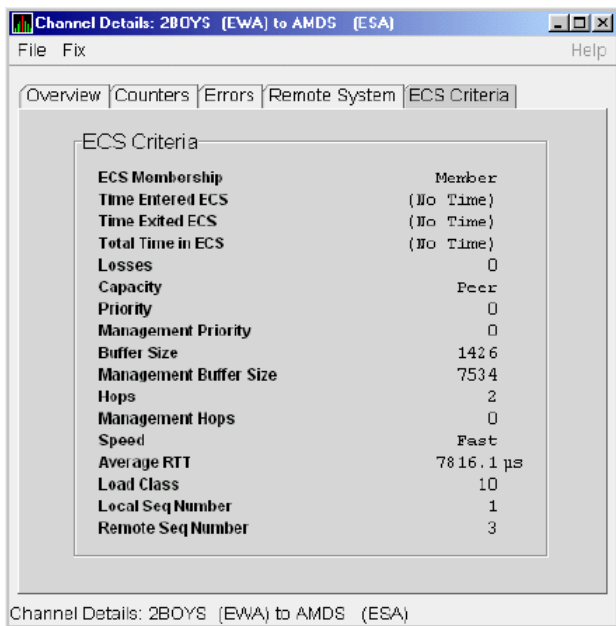 Channel Details: 2BOYS (EWA) to AMDS (ESA)
File Fix Help
Overview Counters Errors Remote System ECS Criteria
ECS Criteria
ECS Membership Member
Time Entered ECS (No Time)
Time Exited ECS (No Time)
Total Time in ECS (No Time)
Losses 0
Capacity Peer
Priority 0
Management Priority 0
Buffer Size 1426
Management Buffer Size 7534
Hops 2
Management Hops 0
Speed Fast
Average RTT 7816.1 µs
Load Class 10
Local Seq Number 1
Remote Seq Number 3
Channel Details: 2BOYS (EWA) to AMDS (ESA)